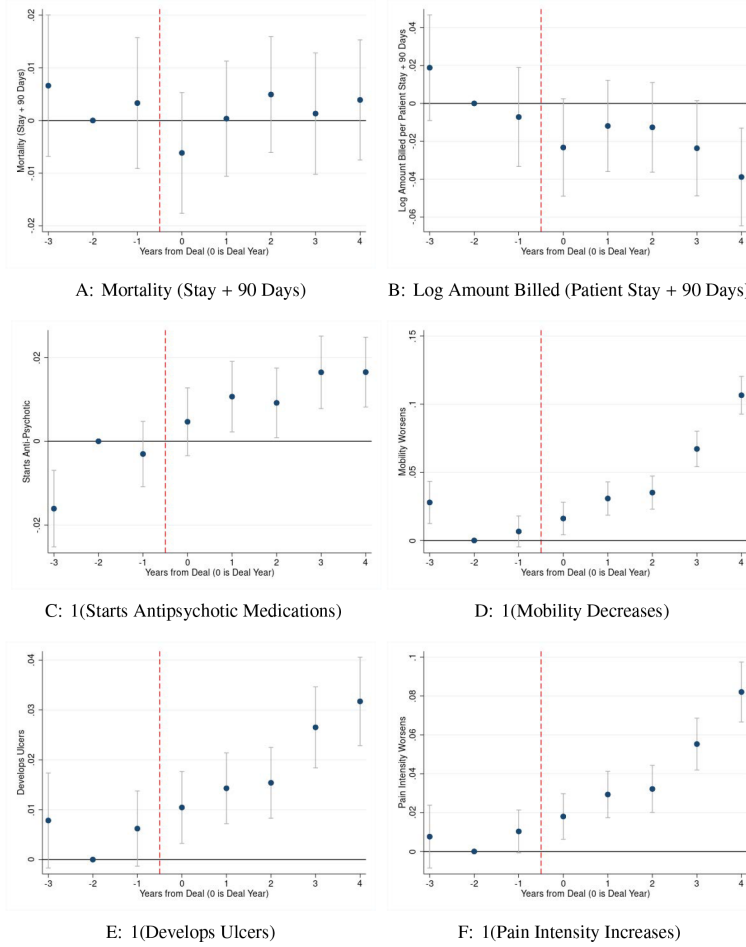 .02
.01
0
-.01
-.02
Mortality (Stay + 90 Days)
-3 -2 -1 0 1 2 3 4
Years from Deal (0 is Deal Year)
A: Mortality (Stay + 90 Days)
.04
.02
0
-.02
-.04
-.06
Log Amount Billed per Patient Stay + 90 Days
-3 -2 -1 0 1 2 3 4
Years from Deal (0 is Deal Year)
B: Log Amount Billed (Patient Stay + 90 Days)
.02
0
-.02
Starts Anti-Psychotic
-3 -2 -1 0 1 2 3 4
Years from Deal (0 is Deal Year)
C: 1(Starts Antipsychotic Medications)
.15
.1
.05
0
Mobility Worsens
-3 -2 -1 0 1 2 3 4
Years from Deal (0 is Deal Year)
D: 1(Mobility Decreases)
.04
.03
.02
.01
0
Develops Ulcers
-3 -2 -1 0 1 2 3 4
Years from Deal (0 is Deal Year)
E: 1(Develops Ulcers)
.1
.08
.06
.04
.02
0
Pain Intensity Worsens
-3 -2 -1 0 1 2 3 4
Years from Deal (0 is Deal Year)
F: 1(Pain Intensity Increases)